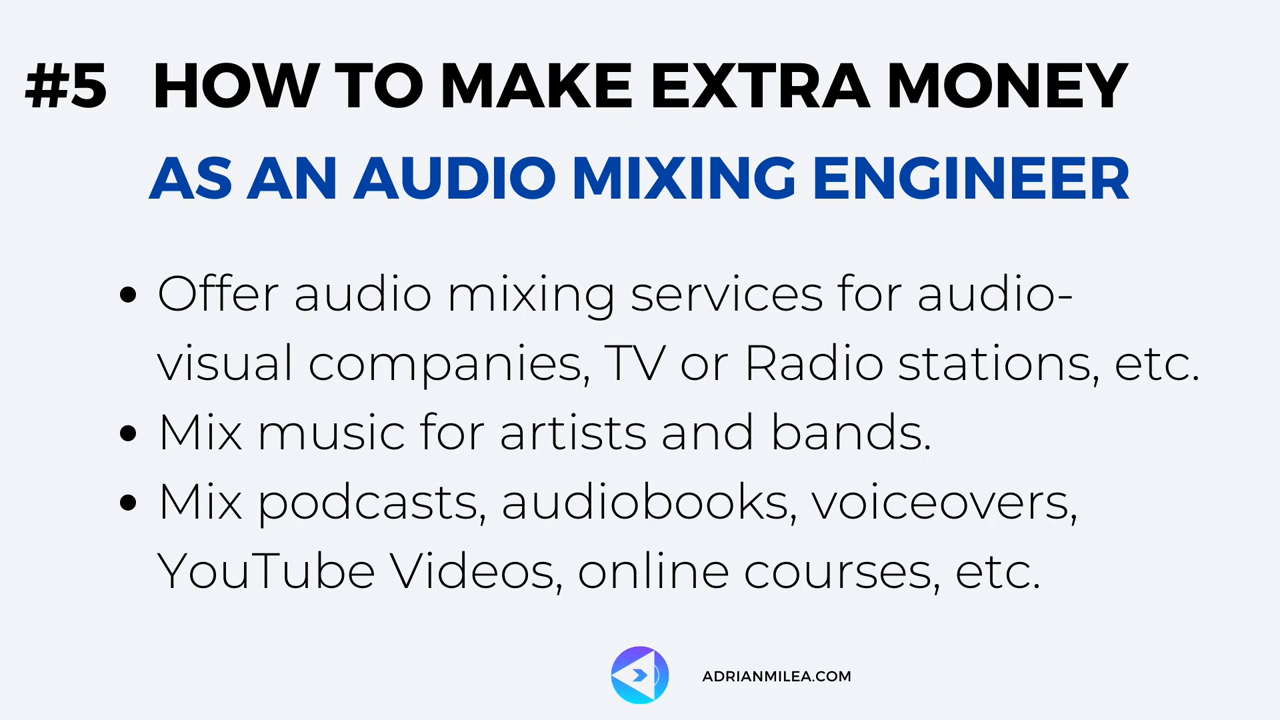 #5 HOW TO MAKE EXTRA MONEY
AS AN AUDIO MIXING ENGINEER
• Offer audio mixing services for audio-
visual companies, TV or Radio stations, etc.
• Mix music for artists and bands.
• Mix podcasts, audiobooks, voiceovers,
YouTube Videos, online courses, etc.
ADRIANMILEA.COM